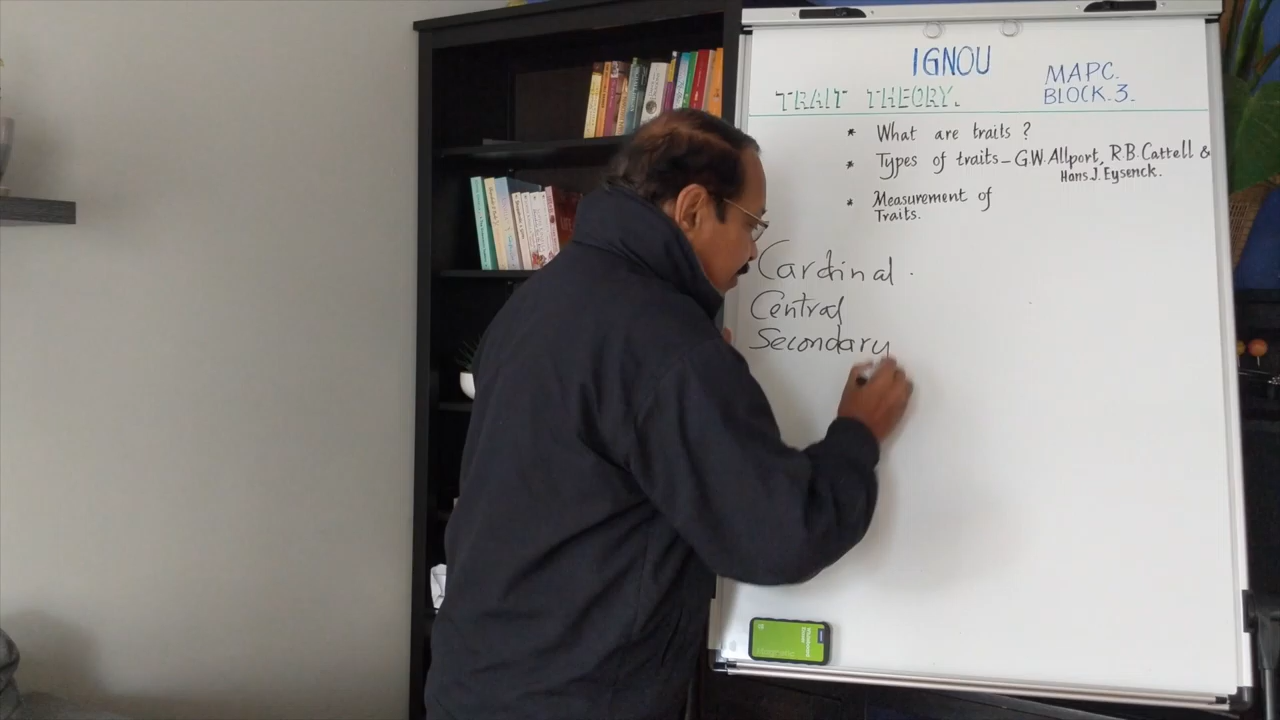 IGNOU
MAPC.
TRAIT THEORY.
BLOCK.3.
* What are traits ?
* Types of traits - G.W. Allport, R.B. Cattell &
Hans.J. Eysenck.
* Measurement of
Traits.
Cardinal .
Central
Secondary